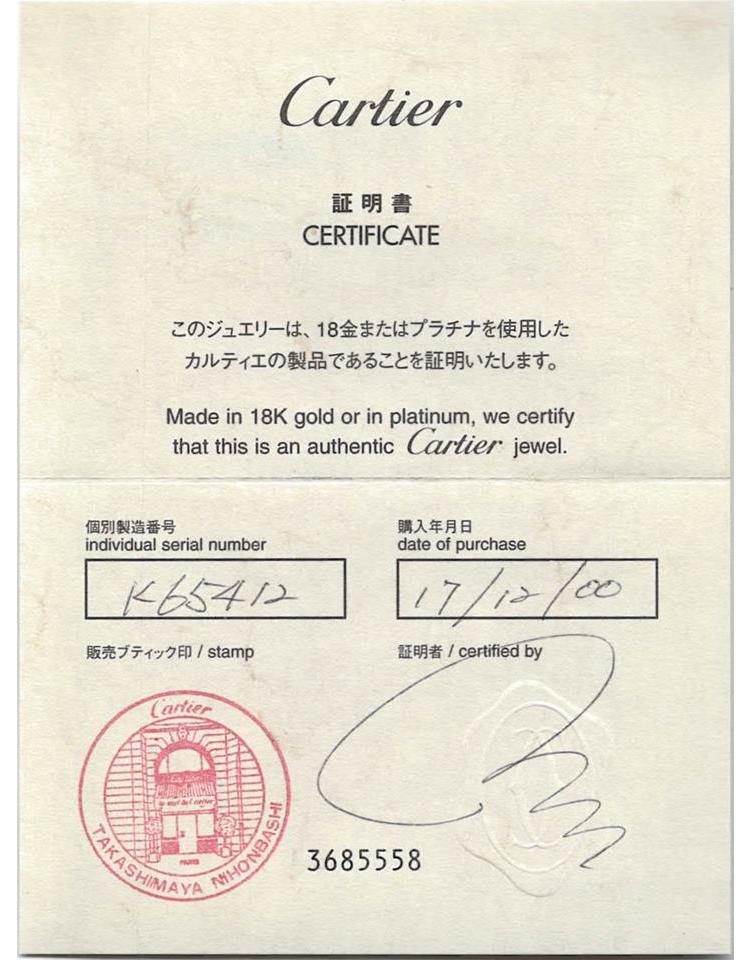 Cartier
証明書
CERTIFICATE
このジュエリーは、18金またはプラチナを使用した
カルティエの製品であることを証明いたします。
Made in 18K gold or in platinum, we certify
that this is an authentic Cartier jewel.
個別製造番号
individual serial number
K65412
購入年月日
date of purchase
17/12/00
販売ブティック印 / stamp
証明者 / certified by
Cartier
PARIS
TAKASHIMAYA NIHONBASHI
3685558